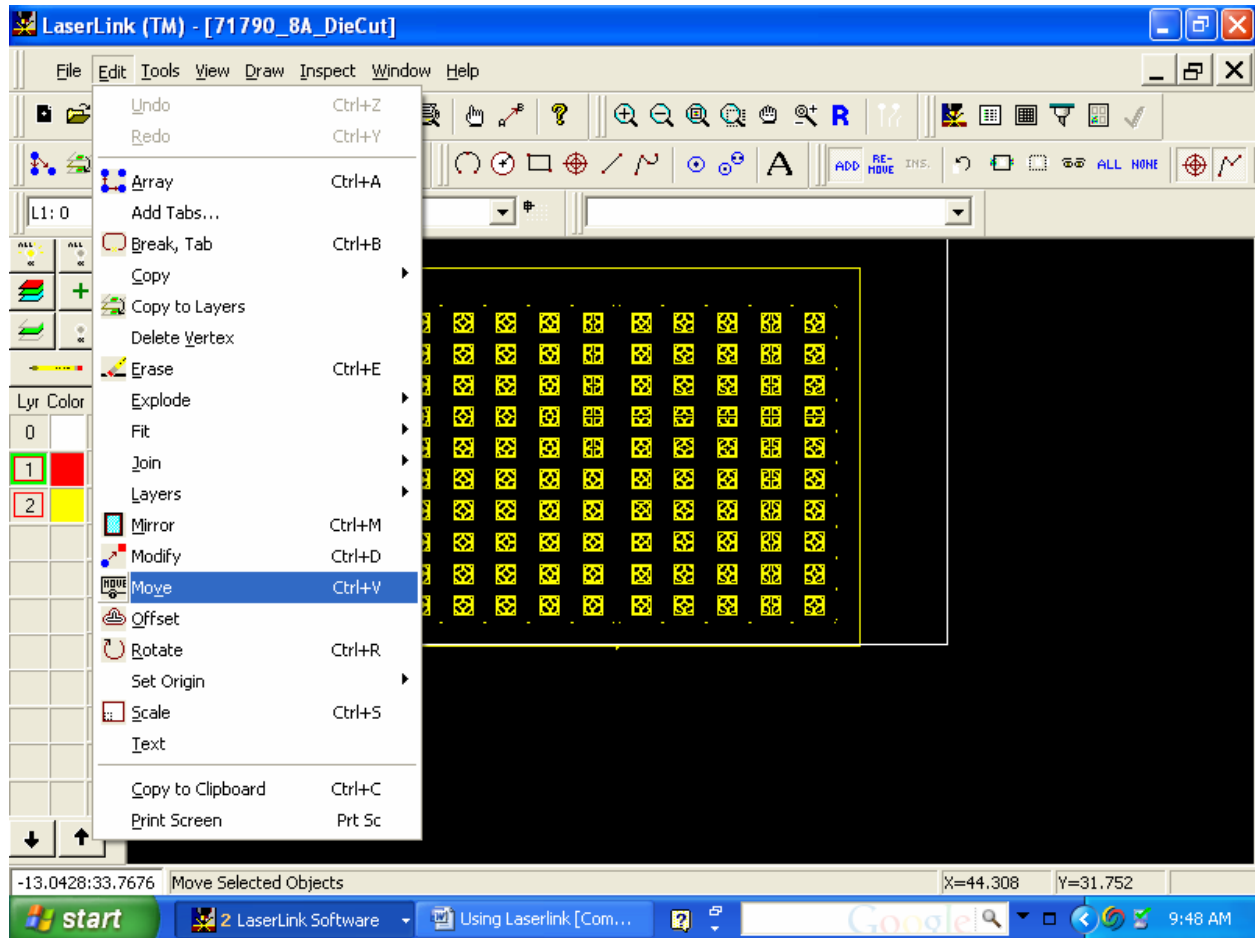 LaserLink (TM) - [71790_8A_DieCut]
File Edit Tools View Draw Inspect Window Help
Undo Ctrl+Z
Redo Ctrl+Y
Array Ctrl+A
Add Tabs...
Break, Tab Ctrl+B
Copy
Copy to Layers
Delete Vertex
Erase Ctrl+E
Explode
Fit
Join
Layers
Mirror Ctrl+M
Modify Ctrl+D
Move Ctrl+V
Offset
Rotate Ctrl+R
Set Origin
Scale Ctrl+S
Text
Copy to Clipboard Ctrl+C
Print Screen Prt Sc
R
A ADD RE-MOVE INS. ALL NONE
L1: 0
ALL ALL
Lyr Color
0
1
2
MOVE
-13.0428:33.7676 Move Selected Objects X=44.308 Y=31.752
start 2 LaserLink Software Using Laserlink [Com... Google 9:48 AM